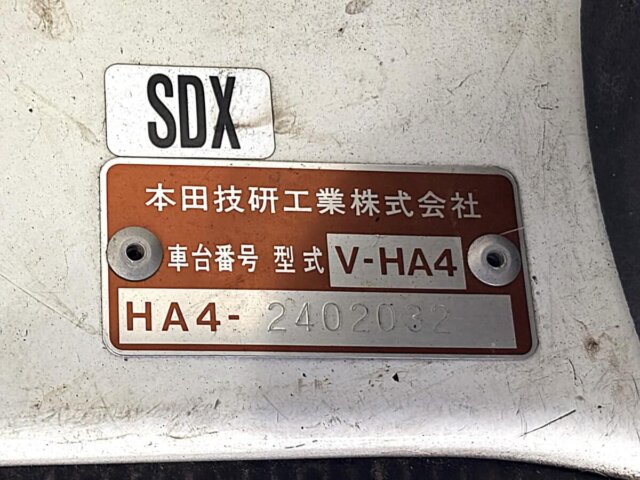 SDX
本田技研工業株式会社
車台番号 型式 V-HA4
HA4-2402032